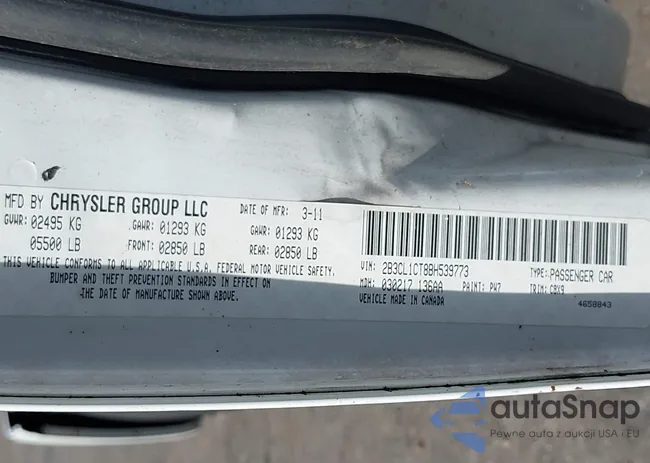 MFD BY CHRYSLER GROUP LLC DATE OF MFR: 3-11
GVWR: 02495 KG GAWR: 01293 KG GAWR: 01293 KG
05500 LB FRONT: 02850 LB REAR: 02850 LB
THIS VEHICLE CONFORMS TO ALL APPLICABLE U.S.A. FEDERAL MOTOR VEHICLE SAFETY,
BUMPER AND THEFT PREVENTION STANDARDS IN EFFECT ON
THE DATE OF MANUFACTURE SHOWN ABOVE.
VIN: 2B3CL1CT8BH539773 TYPE: PASSENGER CAR
MDH: 030217 136AA PAINT: PW7 TRIM: CBX9
VEHICLE MADE IN CANADA 4658843
autaSnap
Pewne auta z aukcji USA i EU